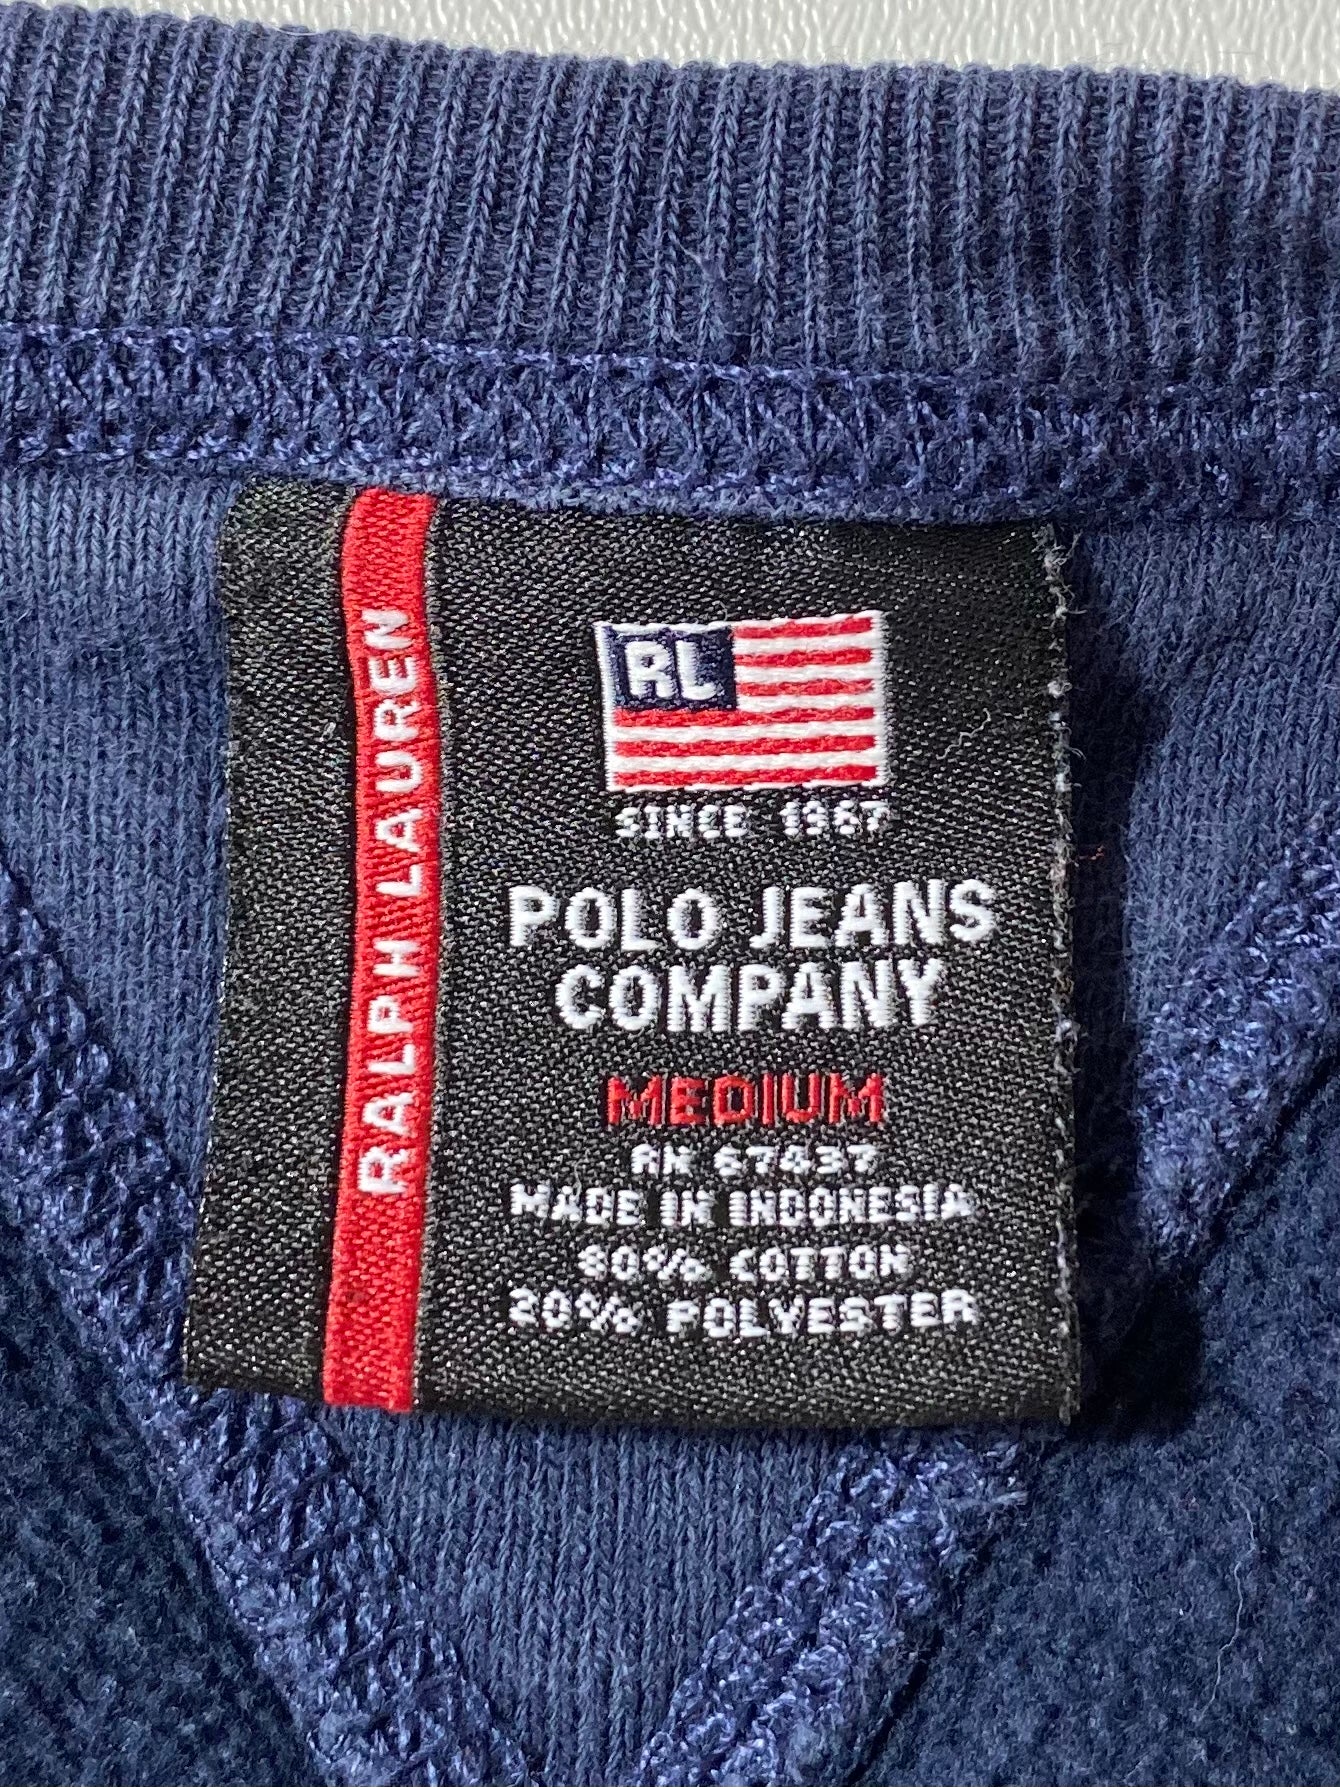 RALPH LAUREN
RL
SINCE 1967
POLO JEANS
COMPANY
MEDIUM
RN 67437
MADE IN INDONESIA
80% COTTON
20% POLYESTER